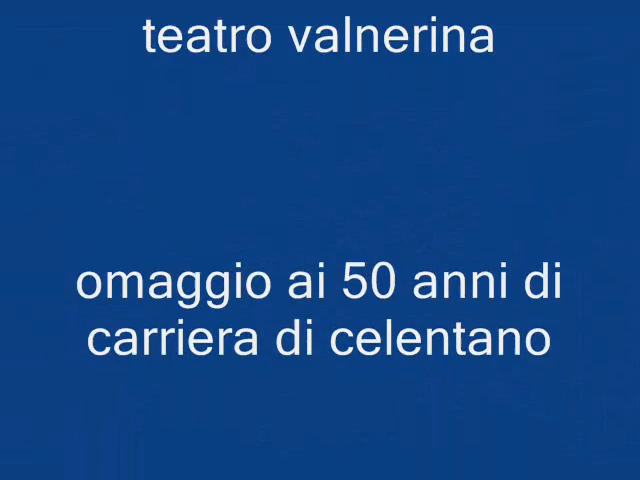 teatro valnerina
omaggio ai 50 anni di
carriera di celentano